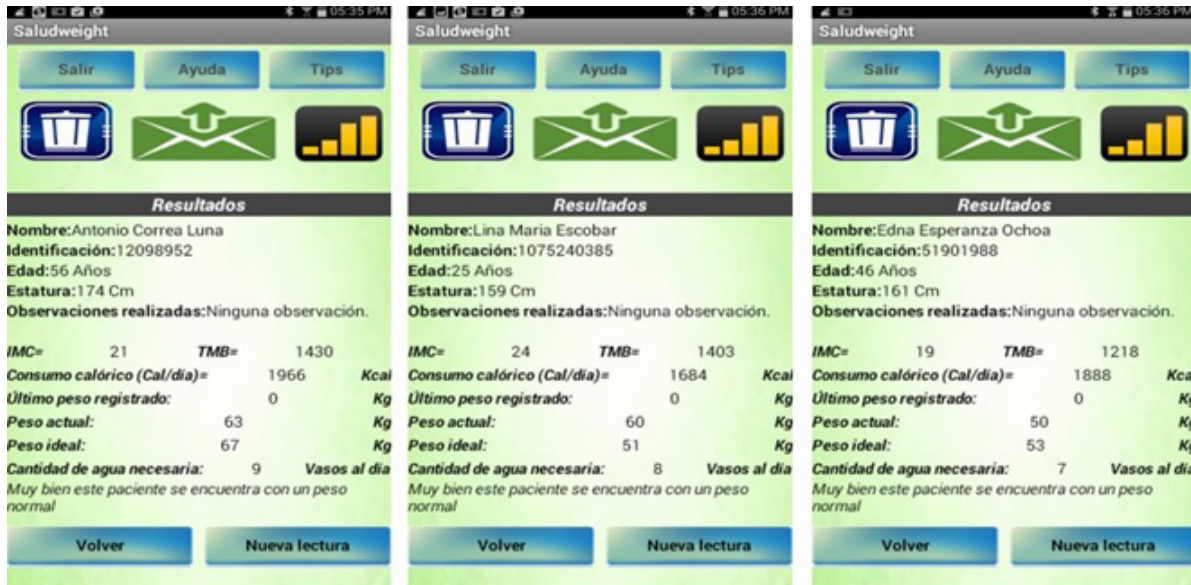 05:35 PM
Saludweight
Salir Ayuda Tips
Resultados
Nombre:Antonio Correa Luna
Identificación:12098952
Edad:56 Años
Estatura:174 Cm
Observaciones realizadas:Ninguna observación.
IMC= 21 TMB= 1430
Consumo calórico (Cal/día)= 1966 Kcal
Último peso registrado: 0 Kg
Peso actual: 63 Kg
Peso ideal: 67 Kg
Cantidad de agua necesaria: 9 Vasos al día
Muy bien este paciente se encuentra con un peso
normal
Volver Nueva lectura
05:36 PM
Saludweight
Salir Ayuda Tips
Resultados
Nombre:Lina Maria Escobar
Identificación:1075240385
Edad:25 Años
Estatura:159 Cm
Observaciones realizadas:Ninguna observación.
IMC= 24 TMB= 1403
Consumo calórico (Cal/día)= 1684 Kcal
Último peso registrado: 0 Kg
Peso actual: 60 Kg
Peso ideal: 51 Kg
Cantidad de agua necesaria: 8 Vasos al día
Muy bien este paciente se encuentra con un peso
normal
Volver Nueva lectura
05:36 PM
Saludweight
Salir Ayuda Tips
Resultados
Nombre:Edna Esperanza Ochoa
Identificación:51901988
Edad:46 Años
Estatura:161 Cm
Observaciones realizadas:Ninguna observación.
IMC= 19 TMB= 1218
Consumo calórico (Cal/día)= 1888 Kca
Último peso registrado: 0 Kg
Peso actual: 50 Kg
Peso ideal: 53 Kg
Cantidad de agua necesaria: 7 Vasos al día
Muy bien este paciente se encuentra con un peso
normal
Volver Nueva lectura